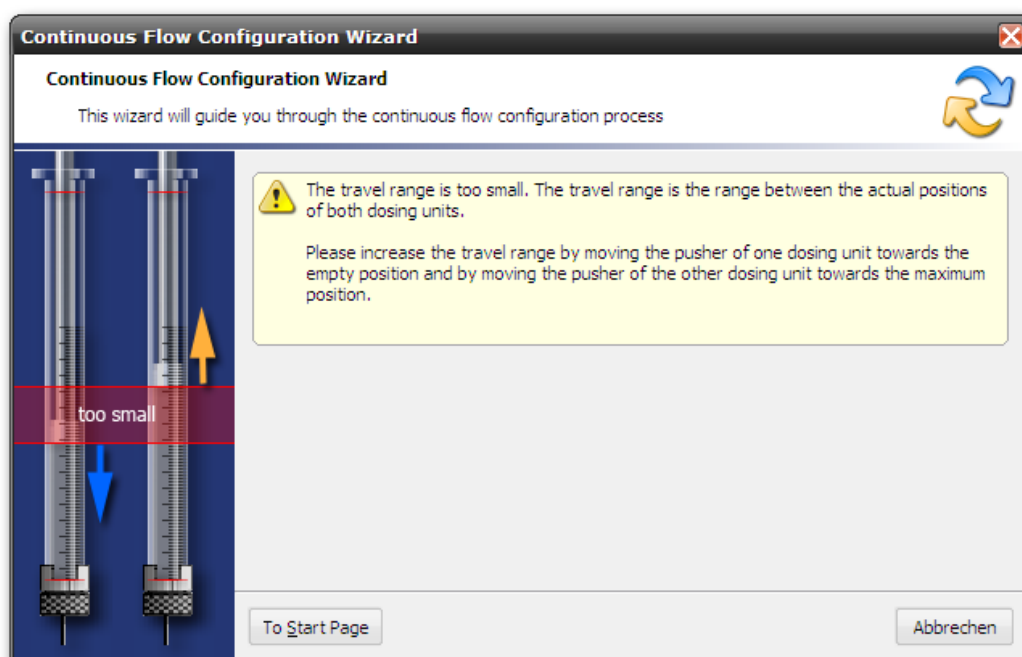 Continuous Flow Configuration Wizard
Continuous Flow Configuration Wizard
This wizard will guide you through the continuous flow configuration process
The travel range is too small. The travel range is the range between the actual positions
of both dosing units.
Please increase the travel range by moving the pusher of one dosing unit towards the
empty position and by moving the pusher of the other dosing unit towards the maximum
position.
too small
To Start Page
Abbrechen